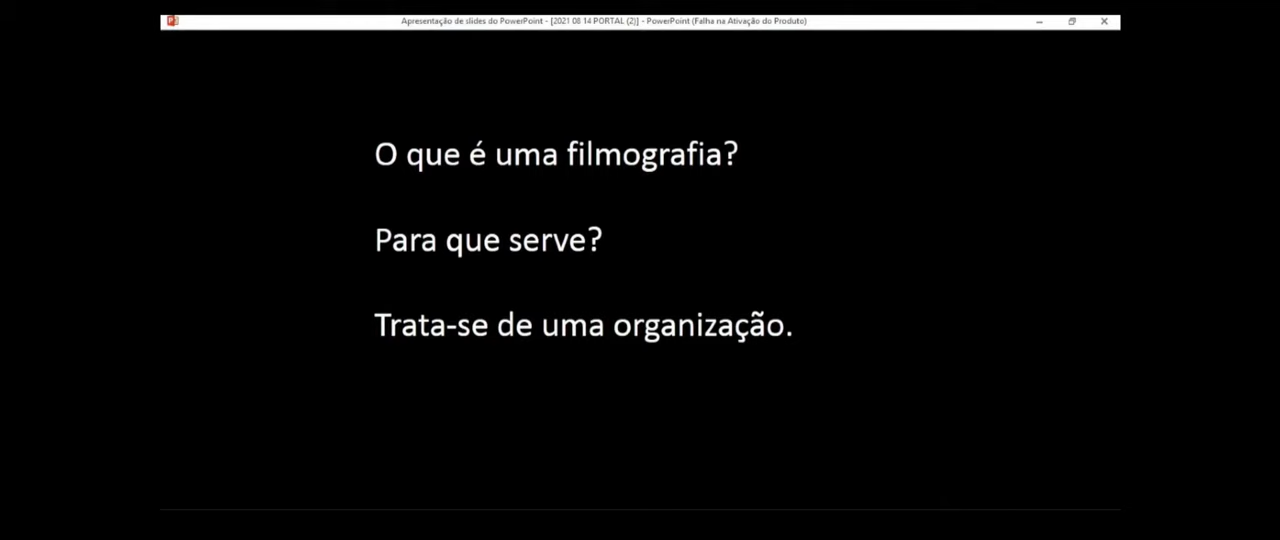 Apresentação de slides do PowerPoint - [2021 08 14 PORTAL (2)] - PowerPoint (Falha na Ativação do Produto)
O que é uma filmografia?
Para que serve?
Trata-se de uma organização.